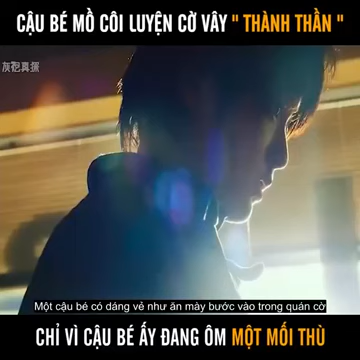 CẬU BÉ MỒ CÔI LUYỆN CỜ VÂY " THÀNH THẦN "
Một cậu bé có dáng vẻ như ăn mày bước vào trong quán cờ
CHỈ VÌ CẬU BÉ ẤY ĐANG ÔM MỘT MỐI THÙ